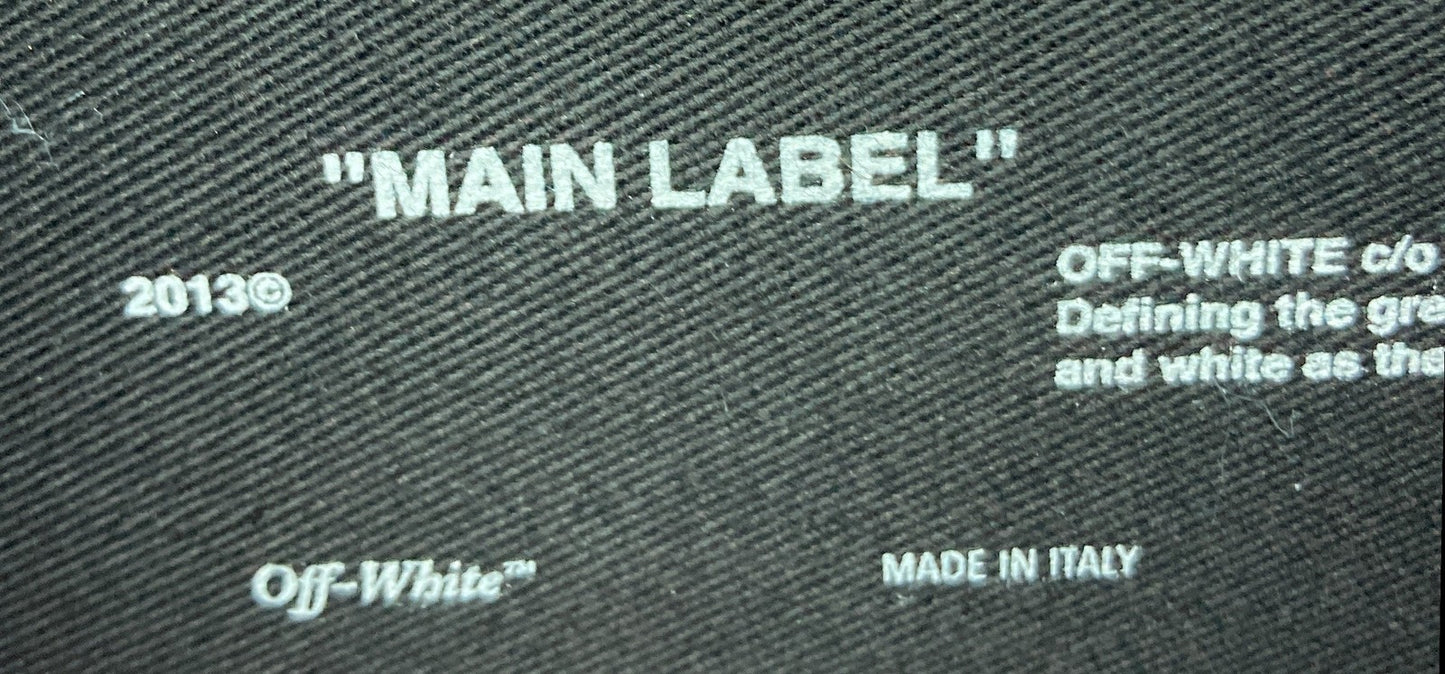 "MAIN LABEL"
2013©
OFF-WHITE c/o
Defining the
and white as
Off-White™
MADE IN ITALY